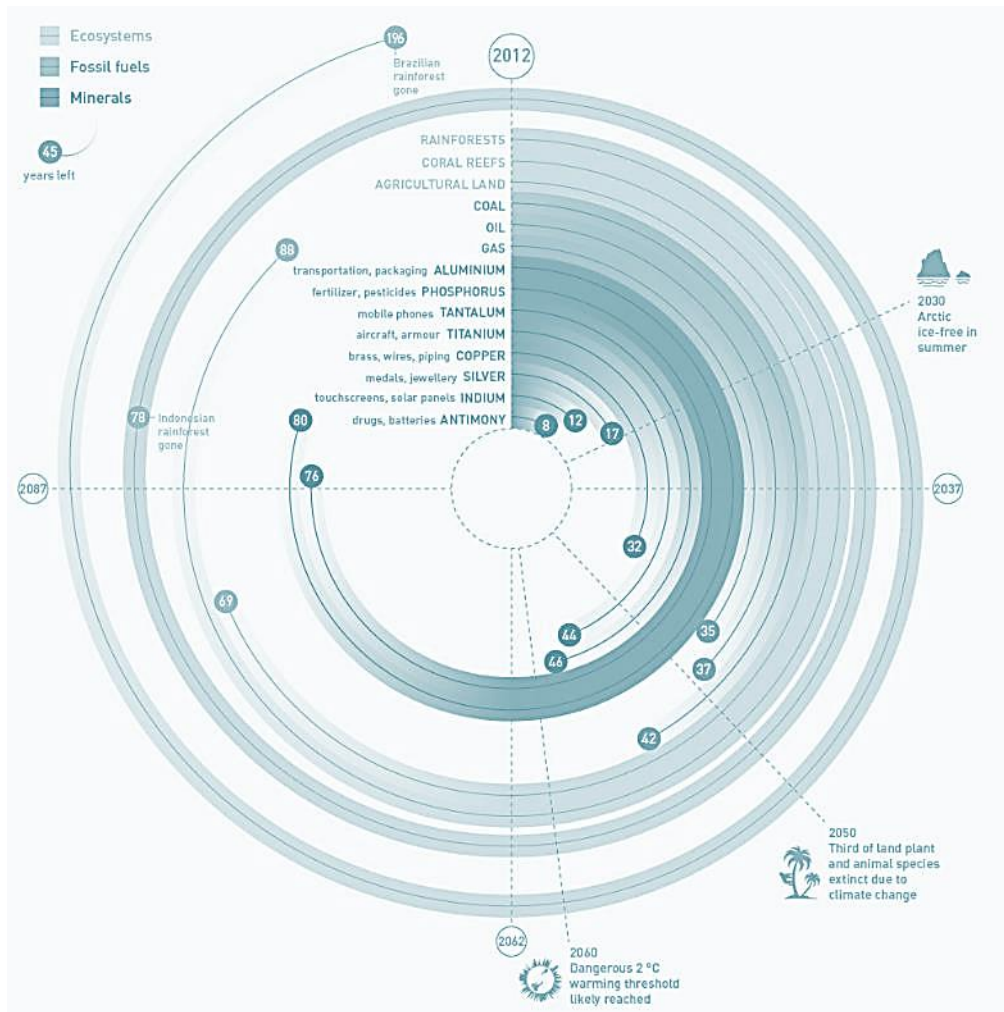 Ecosystems
Fossil fuels
Minerals
45
years left
196
Brazilian
rainforest
gone
2012
RAINFORESTS
CORAL REEFS
AGRICULTURAL LAND
COAL
OIL
GAS
transportation, packaging ALUMINIUM
fertilizer, pesticides PHOSPHORUS
mobile phones TANTALUM
aircraft, armour TITANIUM
brass, wires, piping COPPER
medals, jewellery SILVER
touchscreens, solar panels INDIUM
drugs, batteries ANTIMONY
88
8
12
17
80
78
Indonesian
rainforest
gone
76
2030
Arctic
ice-free in
summer
2087
2037
32
69
44
46
35
37
42
2050
Third of land plant
and animal species
extinct due to
climate change
2062
2060
Dangerous 2 °C
warming threshold
likely reached